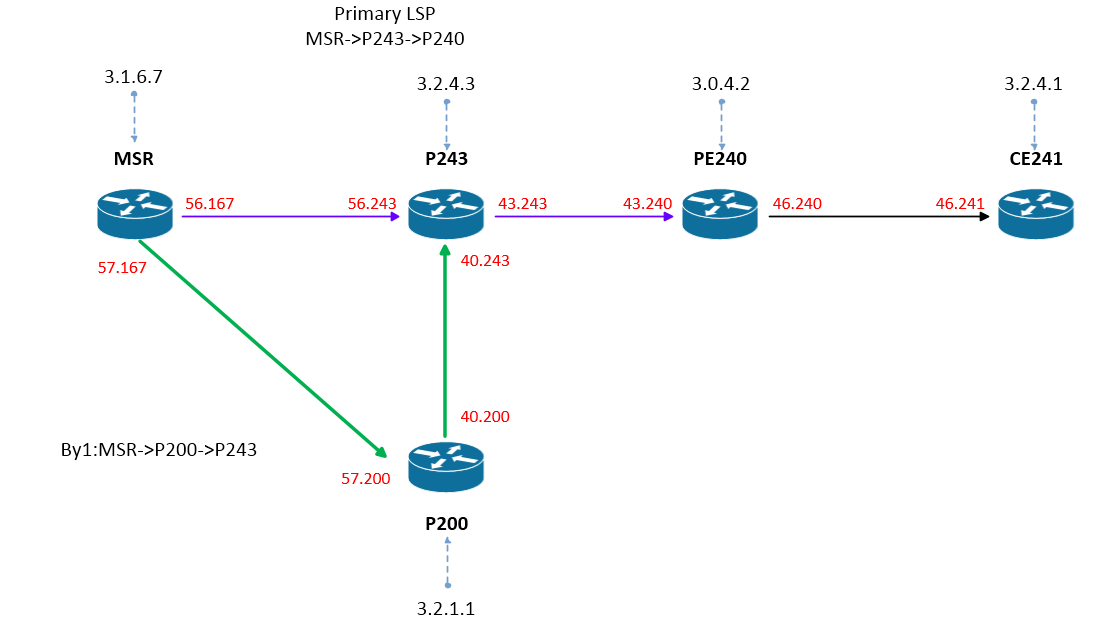 Primary LSP
MSR->P243->P240
3.1.6.7
3.2.4.3
3.0.4.2
3.2.4.1
MSR
P243
PE240
CE241
56.167
56.243
43.243
43.240
46.240
46.241
57.167
40.243
40.200
By1:MSR->P200->P243
57.200
P200
3.2.1.1